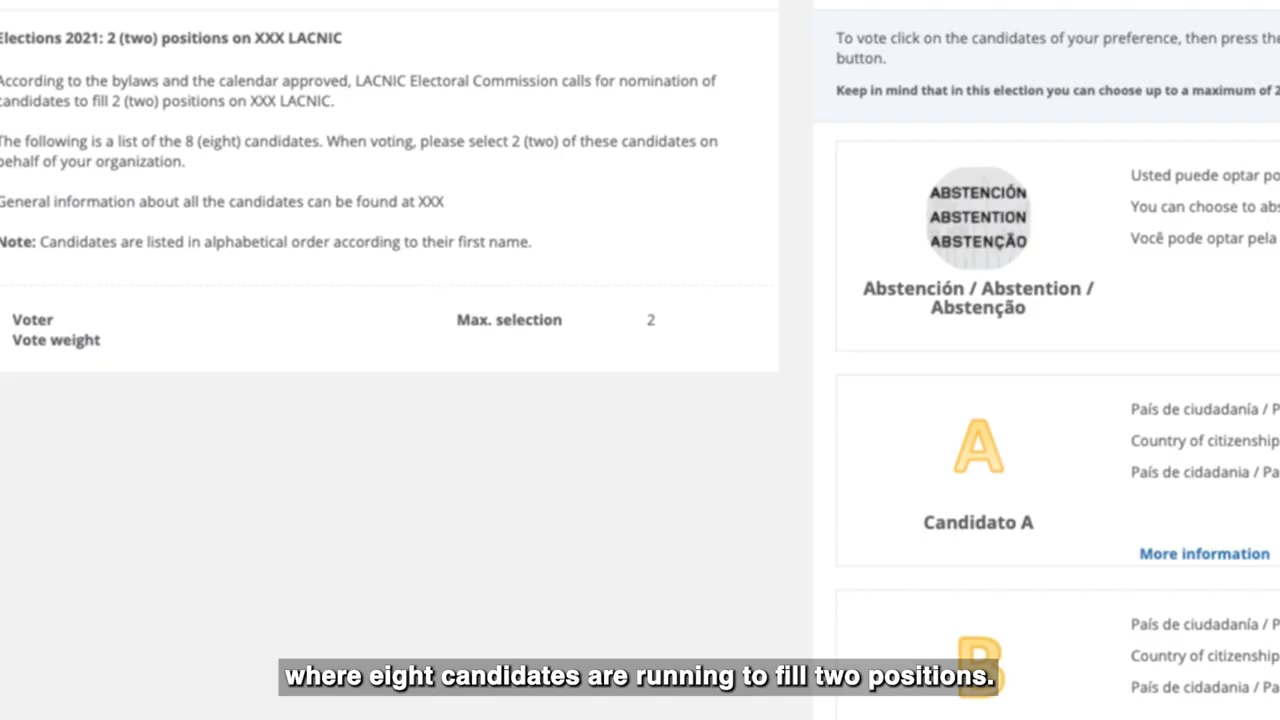 Elections 2021: 2 (two) positions on XXX LACNIC
According to the bylaws and the calendar approved, LACNIC Electoral Commission calls for nomination of
candidates to fill 2 (two) positions on XXX LACNIC.
The following is a list of the 8 (eight) candidates. When voting, please select 2 (two) of these candidates on
behalf of your organization.
General information about all the candidates can be found at XXX
Note: Candidates are listed in alphabetical order according to their first name.
Voter
Max. selection 2
Vote weight
To vote click on the candidates of your preference, then press the
button.
Keep in mind that in this election you can choose up to a maximum of 2
ABSTENCIÓN
ABSTENTION
ABSTENÇÃO
Abstención / Abstention /
Abstenção
Usted puede optar po
You can choose to abs
Você pode optar pela
A
Candidato A
País de ciudadanía / P
Country of citizenship
País de cidadania / Pa
More information
B
País de ciudadanía / P
Country of citizenship
País de cidadania / Pa
where eight candidates are running to fill two positions.